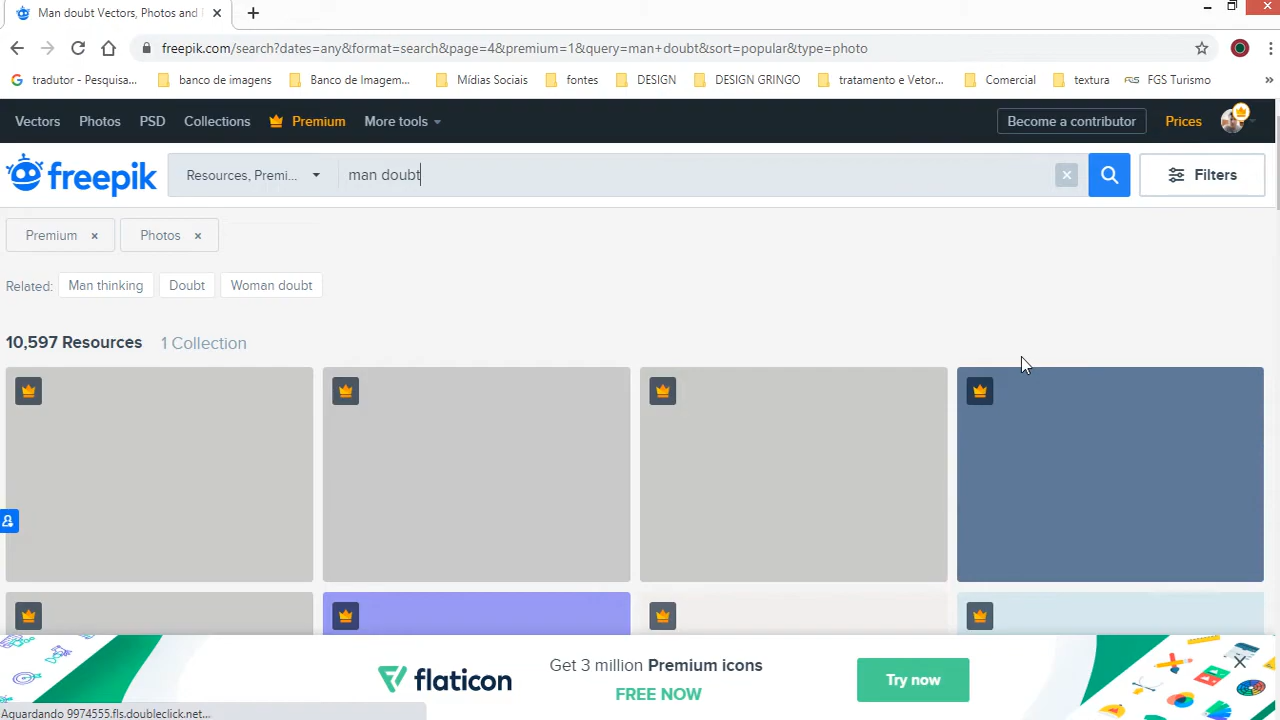 Man doubt Vectors, Photos and
freepik.com/search?dates=any&format=search&page=4&premium=1&query=man+doubt&sort=popular&type=photo
tradutor - Pesquisa... banco de imagens Banco de Imagem... Mídias Sociais fontes DESIGN DESIGN GRINGO tratamento e Vetor... Comercial textura FGS Turismo
Vectors Photos PSD Collections Premium More tools Become a contributor Prices
freepik Resources, Premi... man doubt Filters
Premium × Photos ×
Related: Man thinking Doubt Woman doubt
10,597 Resources 1 Collection
flaticon
Get 3 million Premium icons
FREE NOW
Try now
Aguardando 9974555.fls.doubleclick.net...